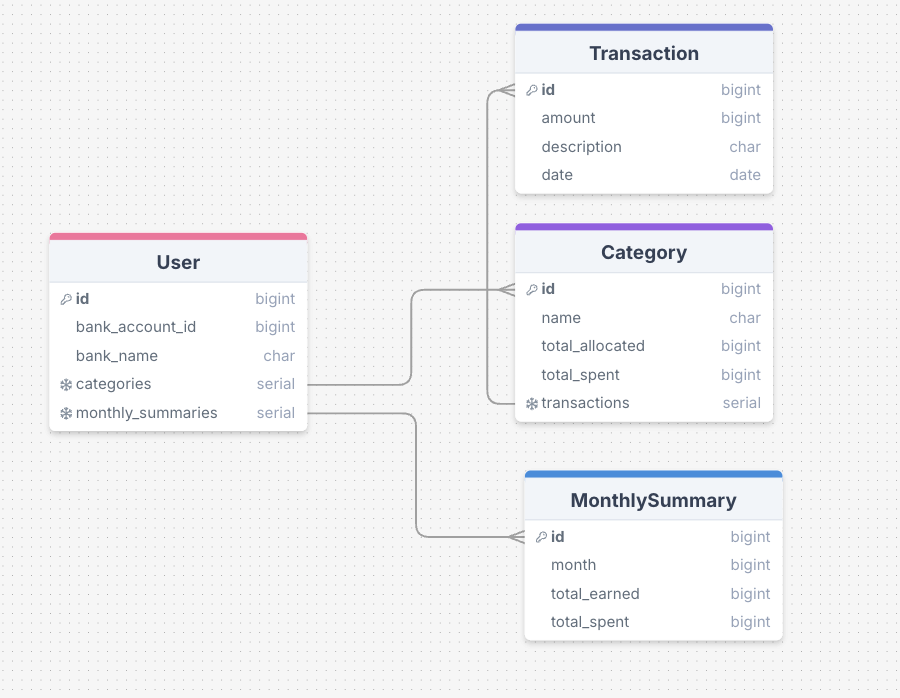 Transaction
id bigint
amount bigint
description char
date date
User
id bigint
bank_account_id bigint
bank_name char
categories serial
monthly_summaries serial
Category
id bigint
name char
total_allocated bigint
total_spent bigint
transactions serial
MonthlySummary
id bigint
month bigint
total_earned bigint
total_spent bigint